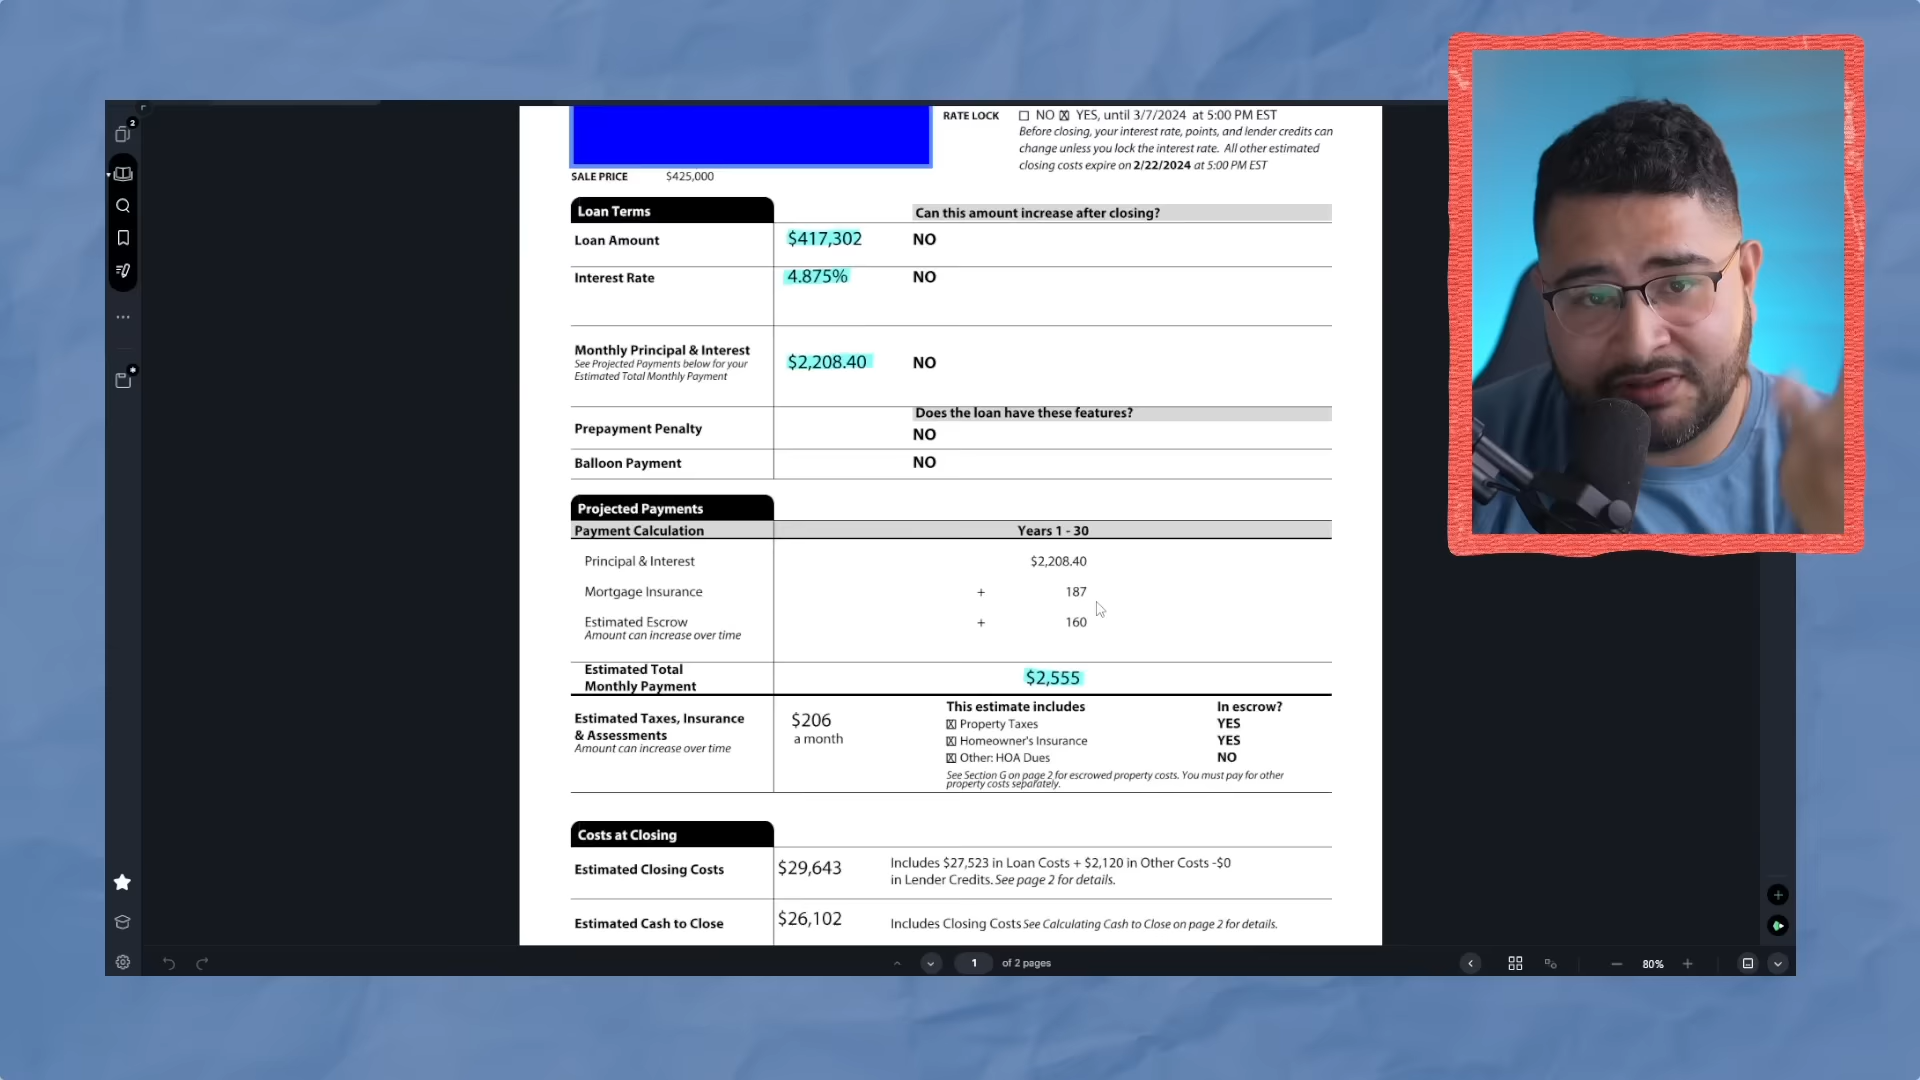 2
RATE LOCK
NO YES, until 3/7/2024 at 5:00 PM EST
Before closing, your interest rate, points, and lender credits can
change unless you lock the interest rate. All other estimated
closing costs expire on 2/22/2024 at 5:00 PM EST
SALE PRICE $425,000
Loan Terms Can this amount increase after closing?
Loan Amount $417,302 NO
Interest Rate 4.875% NO
Monthly Principal & Interest $2,208.40 NO
See Projected Payments below for your
Estimated Total Monthly Payment
Does the loan have these features?
Prepayment Penalty NO
Balloon Payment NO
Projected Payments
Payment Calculation Years 1 - 30
Principal & Interest $2,208.40
Mortgage Insurance + 187
Estimated Escrow + 160
Amount can increase over time
Estimated Total
Monthly Payment $2,555
Estimated Taxes, Insurance
& Assessments
Amount can increase over time
$206
a month
This estimate includes In escrow?
Property Taxes YES
Homeowner's Insurance YES
Other: HOA Dues NO
See Section G on page 2 for escrowed property costs. You must pay for other
property costs separately.
Costs at Closing
Estimated Closing Costs $29,643 Includes $27,523 in Loan Costs + $2,120 in Other Costs -$0
in Lender Credits. See page 2 for details.
Estimated Cash to Close $26,102 Includes Closing Costs See Calculating Cash to Close on page 2 for details.
1 of 2 pages
80%